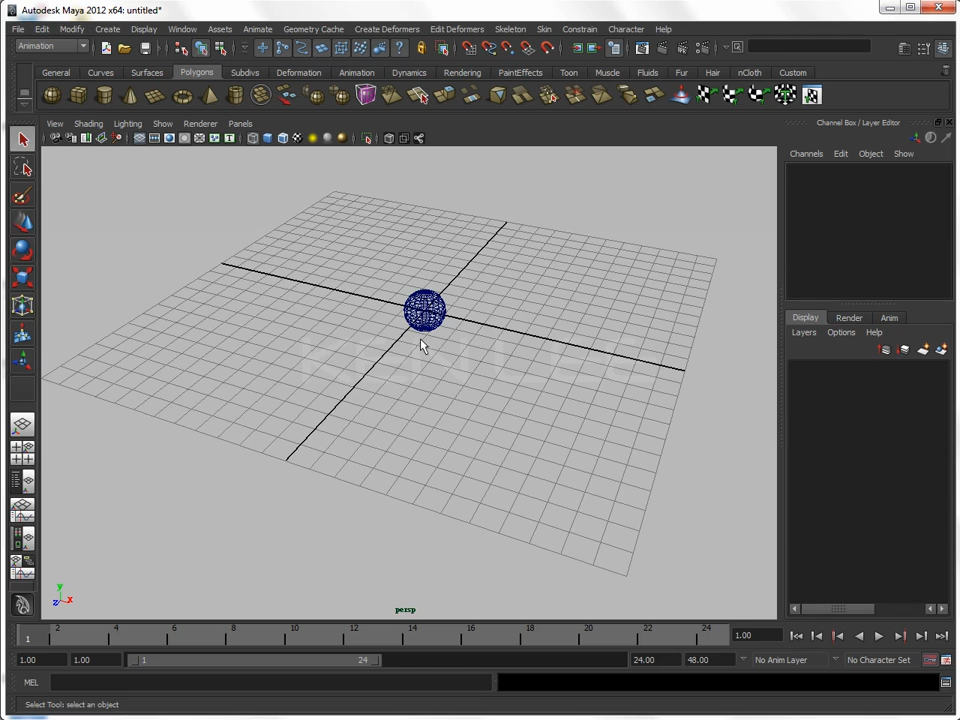 Autodesk Maya 2012 x64: untitled*
File Edit Modify Create Display Window Assets Animate Geometry Cache Create Deformers Edit Deformers Skeleton Skin Constrain Character Help
Animation
General Curves Surfaces Polygons Subdivs Deformation Animation Dynamics Rendering PaintEffects Toon Muscle Fluids Fur Hair nCloth Custom
View Shading Lighting Show Renderer Panels
Channel Box / Layer Editor
Channels Edit Object Show
Display Render Anim
Layers Options Help
y
z x
persp
1 2 4 6 8 10 12 14 16 18 20 22 24 1.00
1.00 1.00 1 24 24.00 48.00 No Anim Layer No Character Set
MEL
Select Tool: select an object